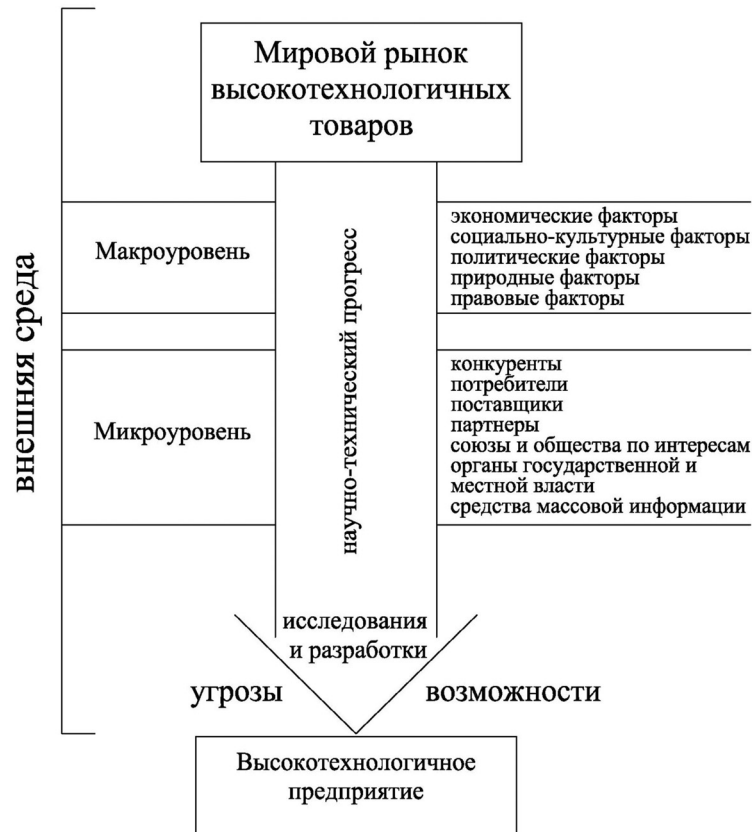 Мировой рынок
высокотехнологичных
товаров
внешняя среда
Макроуровень
научно-технический прогресс
экономические факторы
социально-культурные факторы
политические факторы
природные факторы
правовые факторы
Микроуровень
конкуренты
потребители
поставщики
партнеры
союзы и общества по интересам
органы государственной и
местной власти
средства массовой информации
исследования
и разработки
угрозы
возможности
Высокотехнологичное
предприятие